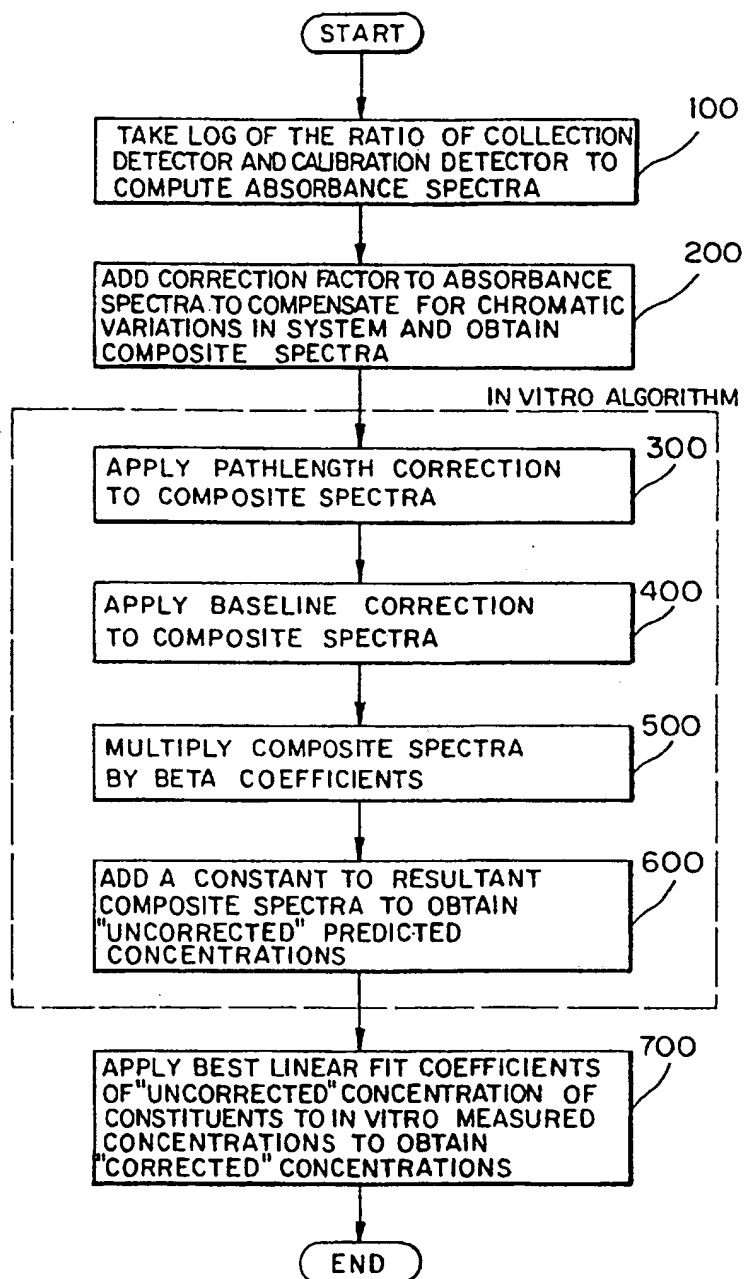 START
100
TAKE LOG OF THE RATIO OF COLLECTION
DETECTOR AND CALIBRATION DETECTOR TO
COMPUTE ABSORBANCE SPECTRA
200
ADD CORRECTION FACTOR TO ABSORBANCE
SPECTRA TO COMPENSATE FOR CHROMATIC
VARIATIONS IN SYSTEM AND OBTAIN
COMPOSITE SPECTRA
IN VITRO ALGORITHM
300
APPLY PATHLENGTH CORRECTION
TO COMPOSITE SPECTRA
400
APPLY BASELINE CORRECTION
TO COMPOSITE SPECTRA
500
MULTIPLY COMPOSITE SPECTRA
BY BETA COEFFICIENTS
600
ADD A CONSTANT TO RESULTANT
COMPOSITE SPECTRA TO OBTAIN
"UNCORRECTED" PREDICTED
CONCENTRATIONS
700
APPLY BEST LINEAR FIT COEFFICIENTS
OF "UNCORRECTED" CONCENTRATION OF
CONSTITUENTS TO IN VITRO MEASURED
CONCENTRATIONS TO OBTAIN
"CORRECTED" CONCENTRATIONS
END